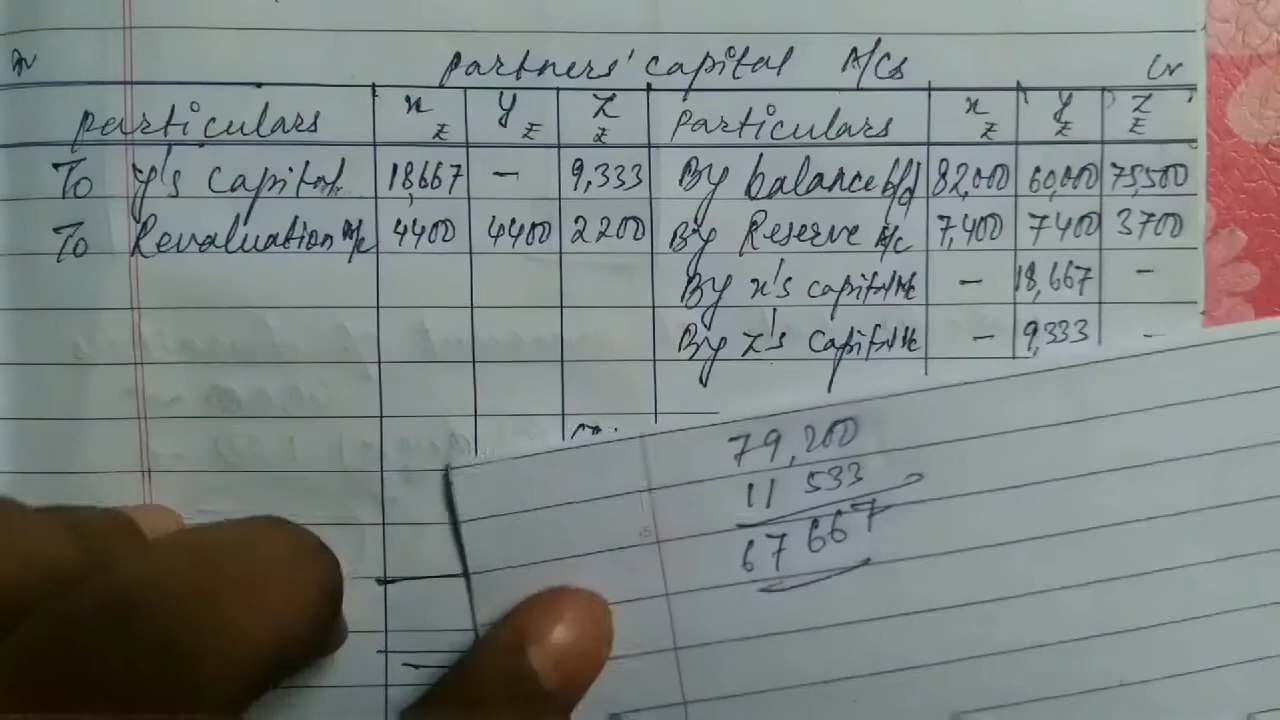 Dr Partners' capital A/Cs Cr
Particulars x ₹ y ₹ Z ₹ Particulars x ₹ y ₹ Z ₹
To y's capital. 18,667 - 9,333 By balance b/d 82,000 60,000 75,500
To Revaluation A/c 4400 4400 2200 By Reserve A/c 7,400 7400 3700
By x's capital A/c - 18,667 -
By z's capital A/c - 9,333 -
79,200
11 533
67 667